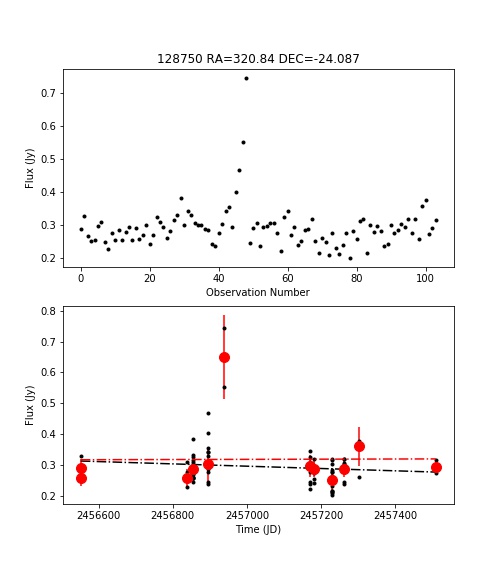 128750 RA=320.84 DEC=-24.087
0.7
0.6
0.5
0.4
0.3
0.2
Flux (Jy)
0 20 40 60 80 100
Observation Number
0.8
0.7
0.6
0.5
0.4
0.3
0.2
Flux (Jy)
2456600 2456800 2457000 2457200 2457400
Time (JD)